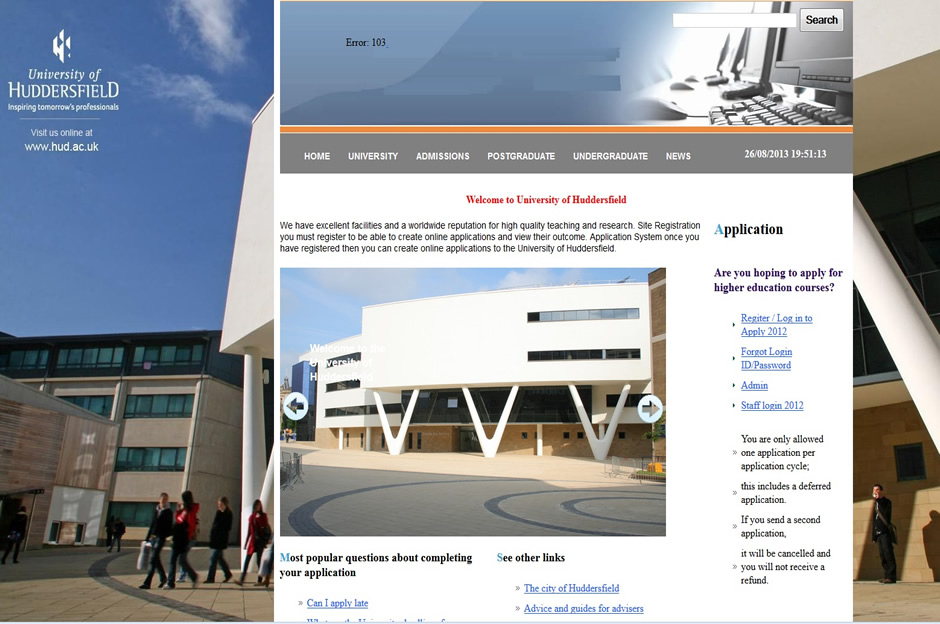 University of
HUDDERSFIELD
Inspiring tomorrow's professionals
Visit us online at
www.hud.ac.uk
Error: 103
Search
HOME UNIVERSITY ADMISSIONS POSTGRADUATE UNDERGRADUATE NEWS 26/08/2013 19:51:13
Welcome to University of Huddersfield
We have excellent facilities and a worldwide reputation for high quality teaching and research. Site Registration
you must register to be able to create online applications and view their outcome. Application System once you
have registered then you can create online applications to the University of Huddersfield.
Welcome to the
University of
Application
Are you hoping to apply for
higher education courses?
Regiter / Log in to
Apply 2012
Forgot Login
ID/Password
Admin
Staff login 2012
You are only allowed
» one application per
application cycle;
» this includes a deferred
application.
» If you send a second
application,
it will be cancelled and
» you will not receive a
refund.
Most popular questions about completing
your application
» Can I apply late
See other links
» The city of Huddersfield
» Advice and guides for advisers